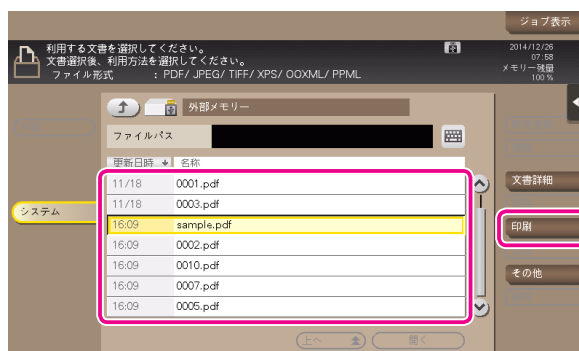 ジョブ表示
利用する文書を選択してください。
文書選択後、利用方法を選択してください。
ファイル形式 : PDF/ JPEG/ TIFF/ XPS/ OOXML/ PPML
2014/12/26
07:58
メモリー残量
100 %
外部メモリー
ファイルパス
更新日時 名称
11/18 0001.pdf
11/18 0003.pdf
16:09 sample.pdf
16:09 0002.pdf
16:09 0010.pdf
16:09 0007.pdf
16:09 0005.pdf
システム
文書詳細
印刷
その他
上へ
開く